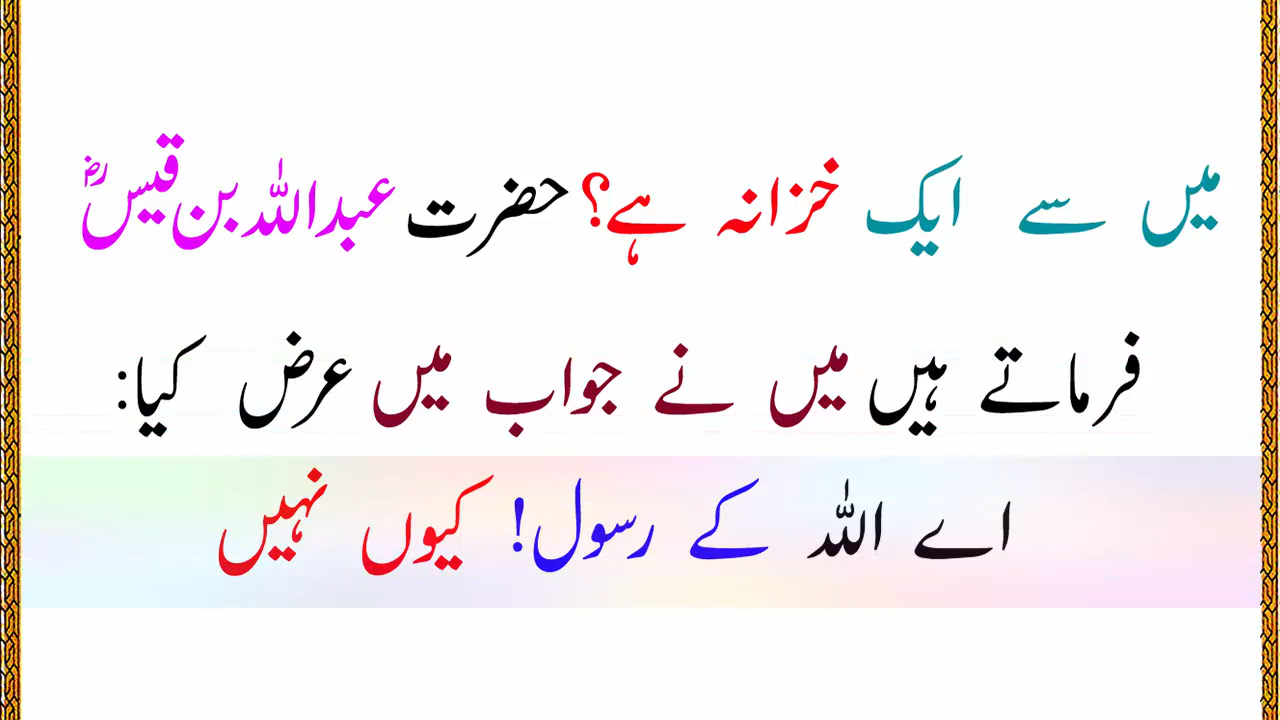 میں سے ایک خزانہ ہے؟ حضرت عبداللہ بن قیسؓ
فرماتے ہیں میں نے جواب میں عرض کیا:
اے اللہ کے رسول! کیوں نہیں